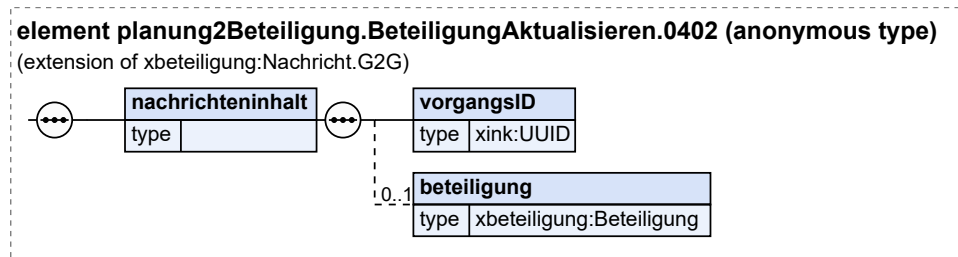 element planung2Beteiligung.BeteiligungAktualisieren.0402 (anonymous type)
(extension of xbeteiligung:Nachricht.G2G)
nachrichteninhalt
type
vorgangsID
type xink:UUID
0..1
beteiligung
type xbeteiligung:Beteiligung